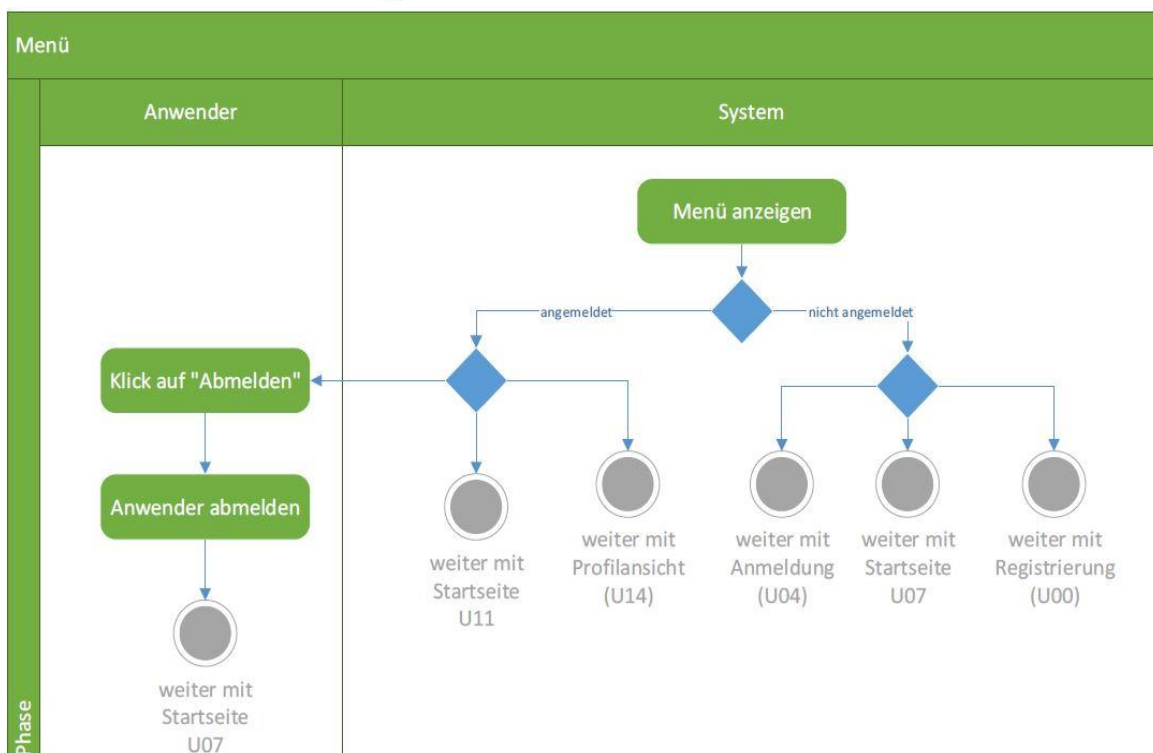 Menü
Anwender
System
Menü anzeigen
angemeldet
nicht angemeldet
Klick auf "Abmelden"
Anwender abmelden
weiter mit
Startseite
U11
weiter mit
Profilansicht
(U14)
weiter mit
Anmeldung
(U04)
weiter mit
Startseite
U07
weiter mit
Registrierung
(U00)
weiter mit
Startseite
U07
Phase